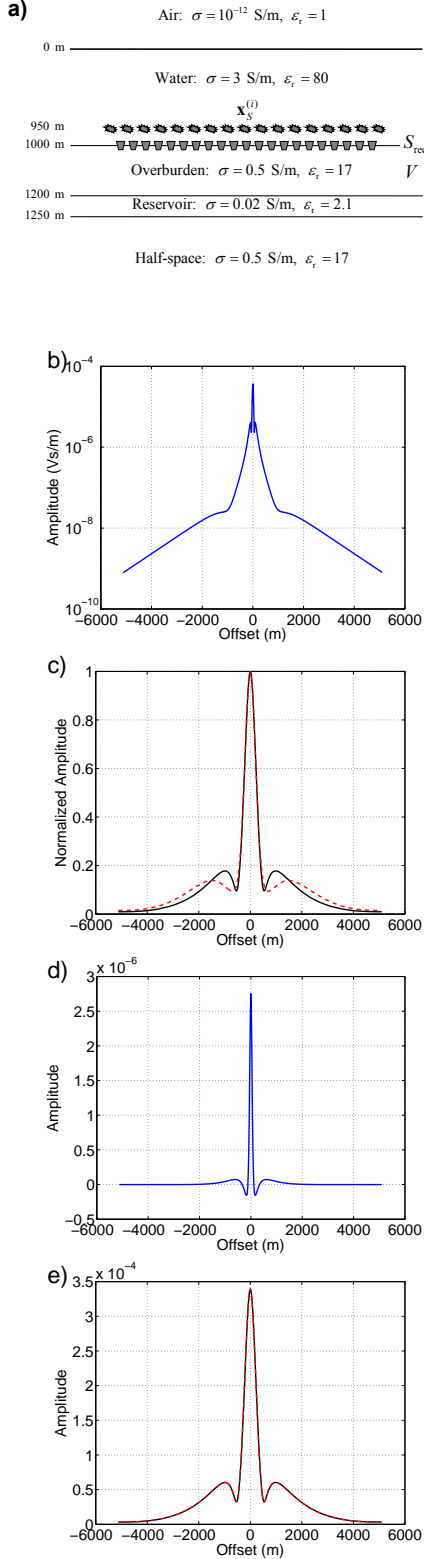 a)
Air: σ = 10⁻¹² S/m, εᵣ = 1
0 m
Water: σ = 3 S/m, εᵣ = 80
x_S^(i)
950 m
1000 m
S_rec
Overburden: σ = 0.5 S/m, εᵣ = 17
V
1200 m
Reservoir: σ = 0.02 S/m, εᵣ = 2.1
1250 m
Half-space: σ = 0.5 S/m, εᵣ = 17
b)
10⁻⁴
10⁻⁶
10⁻⁸
10⁻¹⁰
Amplitude (Vs/m)
−6000 −4000 −2000 0 2000 4000 6000
Offset (m)
c)
1
0.8
0.6
0.4
0.2
0
Normalized Amplitude
−6000 −4000 −2000 0 2000 4000 6000
Offset (m)
d)
x 10⁻⁶
3
2.5
2
1.5
1
0.5
0
−0.5
Amplitude
−6000 −4000 −2000 0 2000 4000 6000
Offset (m)
e)
x 10⁻⁴
3.5
3
2.5
2
1.5
1
0.5
0
Amplitude
−6000 −4000 −2000 0 2000 4000 6000
Offset (m)